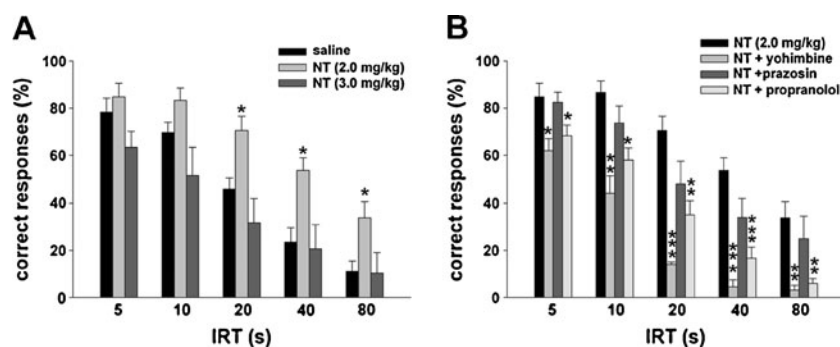 A
saline
NT (2.0 mg/kg)
NT (3.0 mg/kg)
correct responses (%)
100
80
60
40
20
0
*
*
*
5 10 20 40 80
IRT (s)
B
NT (2.0 mg/kg)
NT + yohimbine
NT +prazosin
NT + propranolol
correct responses (%)
100
80
60
40
20
0
* *
** *
*** **
*** ***
** **
5 10 20 40 80
IRT (s)